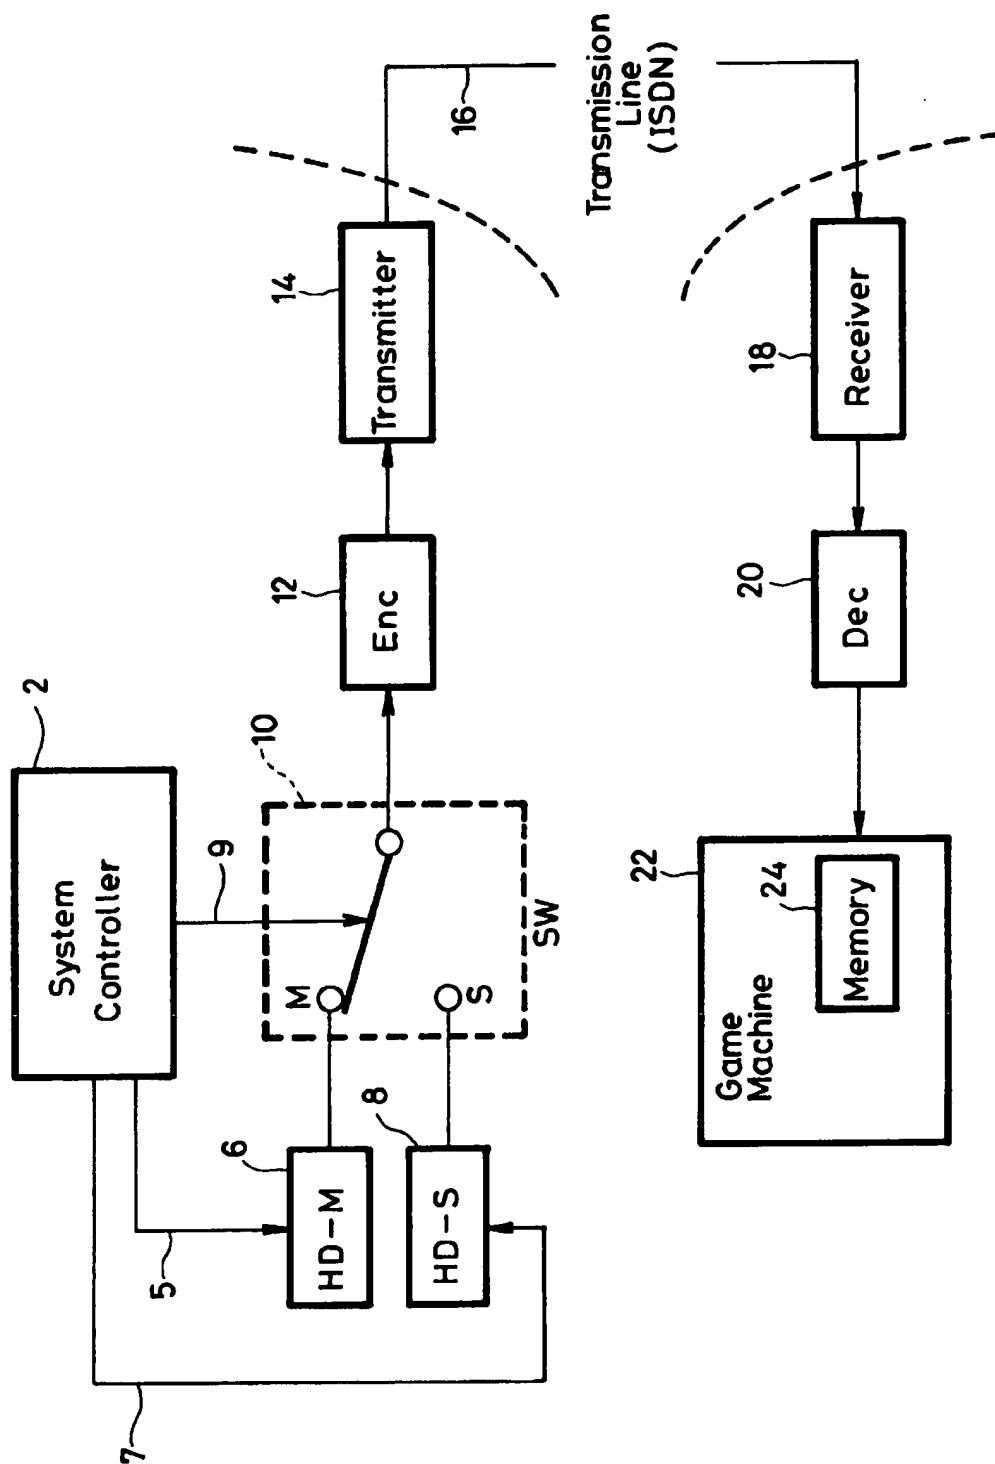 2
System
Controller
5
7
9
6
HD-M
8
HD-S
M
S
10
SW
12
Enc
14
Transmitter
16
Transmission
Line
(ISDN)
18
Receiver
20
Dec
22
Game
Machine
24
Memory